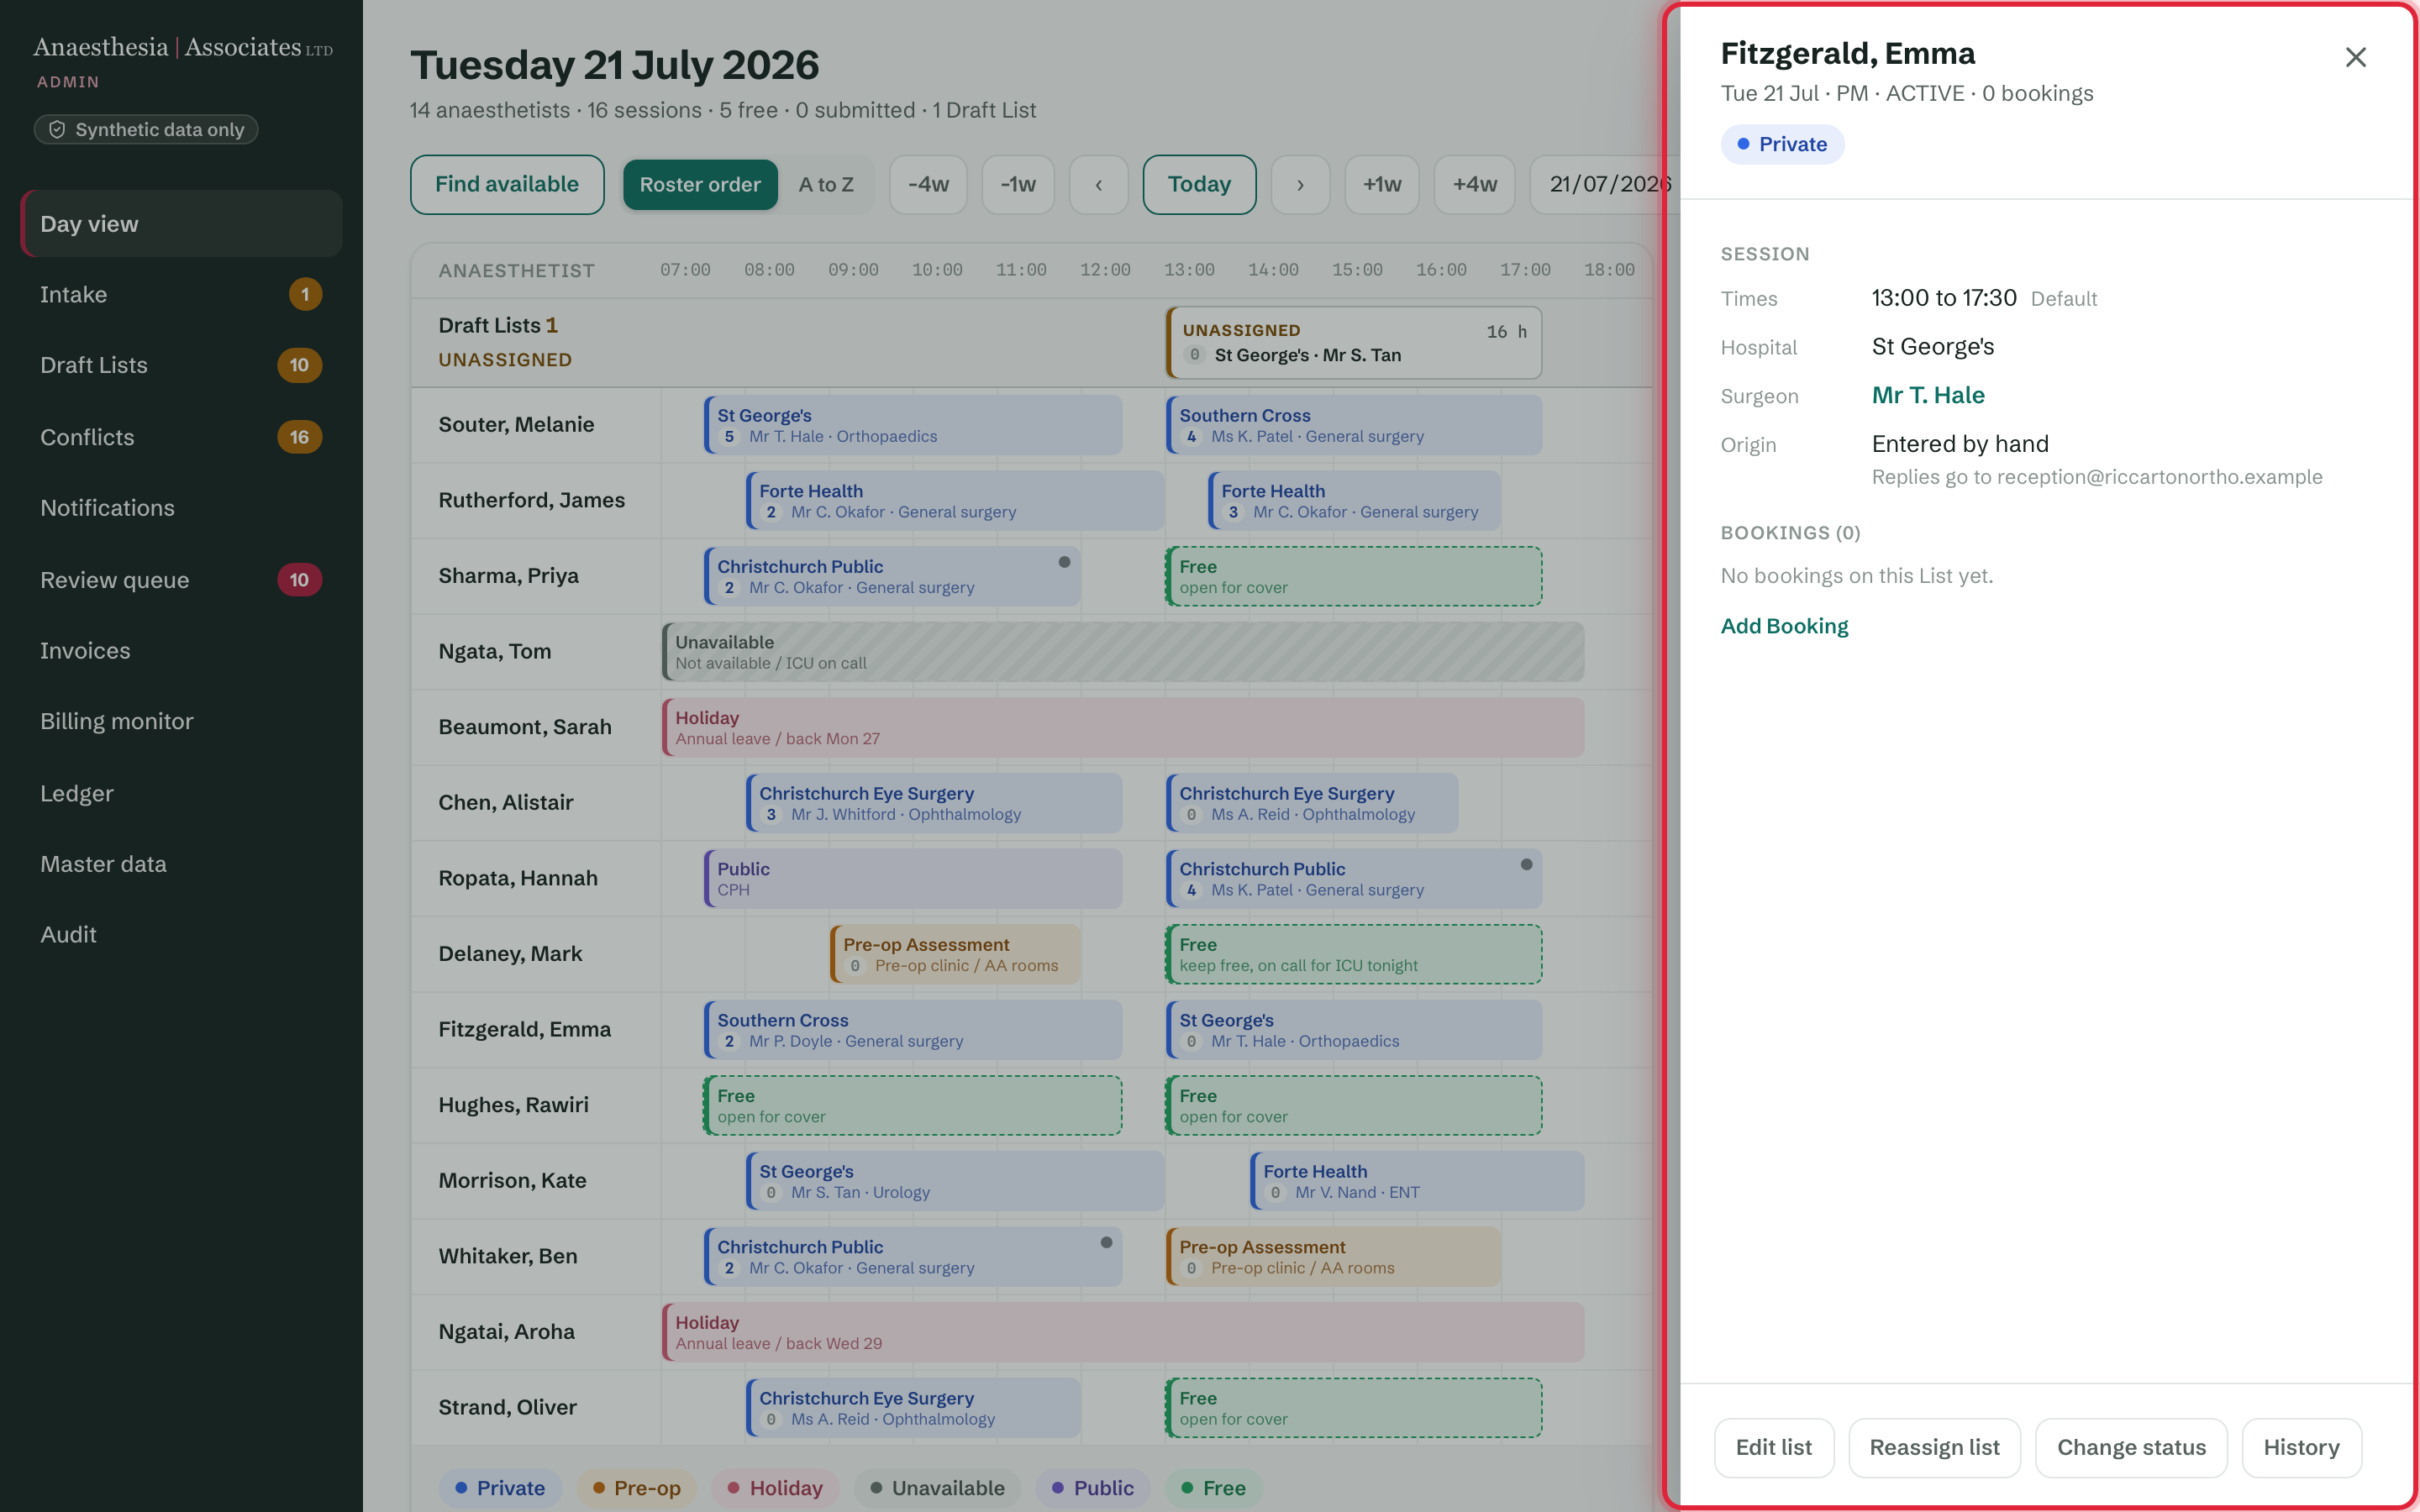 Anaesthesia | Associates LTD
ADMIN
Synthetic data only
Day view
Intake 1
Draft Lists 10
Conflicts 16
Notifications
Review queue 10
Invoices
Billing monitor
Ledger
Master data
Audit
Tuesday 21 July 2026
14 anaesthetists · 16 sessions · 5 free · 0 submitted · 1 Draft List
Find available Roster order A to Z -4w -1w ‹ Today › +1w +4w 21/07/2026
ANAESTHETIST 07:00 08:00 09:00 10:00 11:00 12:00 13:00 14:00 15:00 16:00 17:00 18:00
Draft Lists 1
UNASSIGNED
UNASSIGNED 16 h
0 St George's · Mr S. Tan
Souter, Melanie
St George's
5 Mr T. Hale · Orthopaedics
Southern Cross
4 Ms K. Patel · General surgery
Rutherford, James
Forte Health
2 Mr C. Okafor · General surgery
Forte Health
3 Mr C. Okafor · General surgery
Sharma, Priya
Christchurch Public
2 Mr C. Okafor · General surgery
Free
open for cover
Ngata, Tom
Unavailable
Not available / ICU on call
Beaumont, Sarah
Holiday
Annual leave / back Mon 27
Chen, Alistair
Christchurch Eye Surgery
3 Mr J. Whitford · Ophthalmology
Christchurch Eye Surgery
0 Ms A. Reid · Ophthalmology
Ropata, Hannah
Public
CPH
Christchurch Public
4 Ms K. Patel · General surgery
Delaney, Mark
Pre-op Assessment
0 Pre-op clinic / AA rooms
Free
keep free, on call for ICU tonight
Fitzgerald, Emma
Southern Cross
2 Mr P. Doyle · General surgery
St George's
0 Mr T. Hale · Orthopaedics
Hughes, Rawiri
Free
open for cover
Free
open for cover
Morrison, Kate
St George's
0 Mr S. Tan · Urology
Forte Health
0 Mr V. Nand · ENT
Whitaker, Ben
Christchurch Public
2 Mr C. Okafor · General surgery
Pre-op Assessment
0 Pre-op clinic / AA rooms
Ngatai, Aroha
Holiday
Annual leave / back Wed 29
Strand, Oliver
Christchurch Eye Surgery
0 Ms A. Reid · Ophthalmology
Free
open for cover
Private Pre-op Holiday Unavailable Public Free
Fitzgerald, Emma
Tue 21 Jul · PM · ACTIVE · 0 bookings
Private
SESSION
Times 13:00 to 17:30 Default
Hospital St George's
Surgeon Mr T. Hale
Origin Entered by hand
Replies go to reception@riccartonortho.example
BOOKINGS (0)
No bookings on this List yet.
Add Booking
Edit list Reassign list Change status History